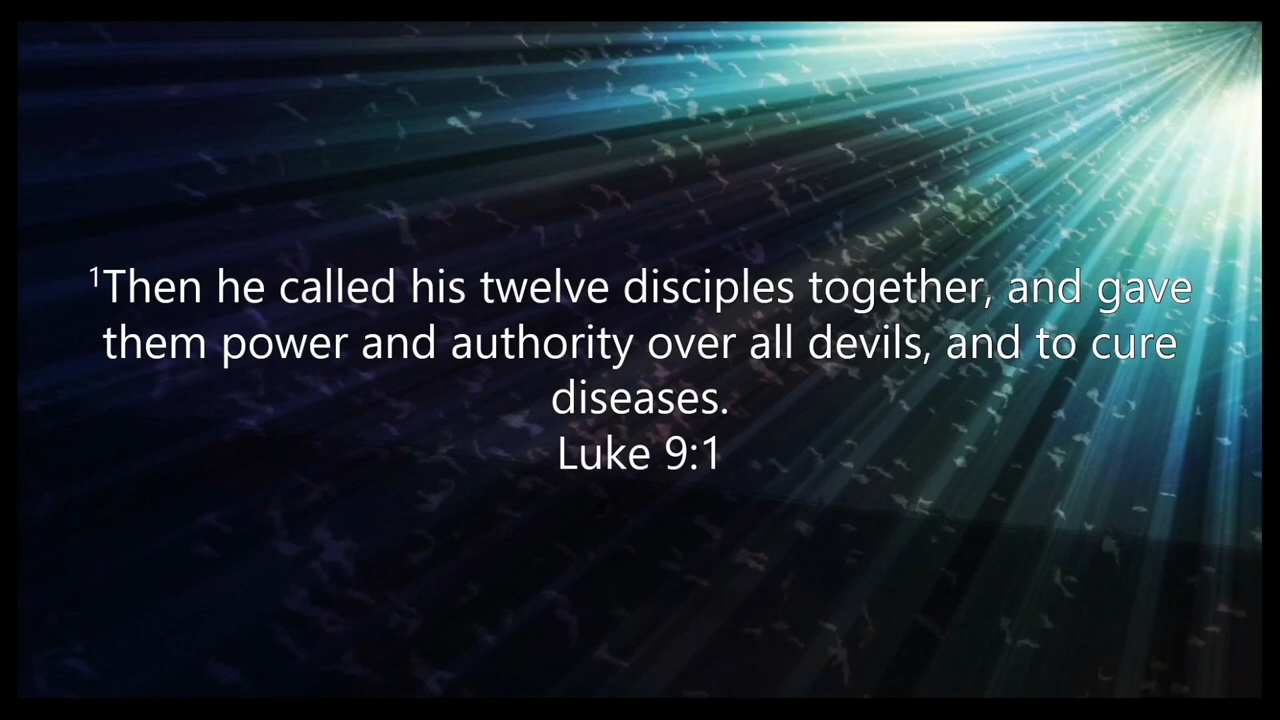 ¹Then he called his twelve disciples together, and gave
them power and authority over all devils, and to cure
diseases.
Luke 9:1